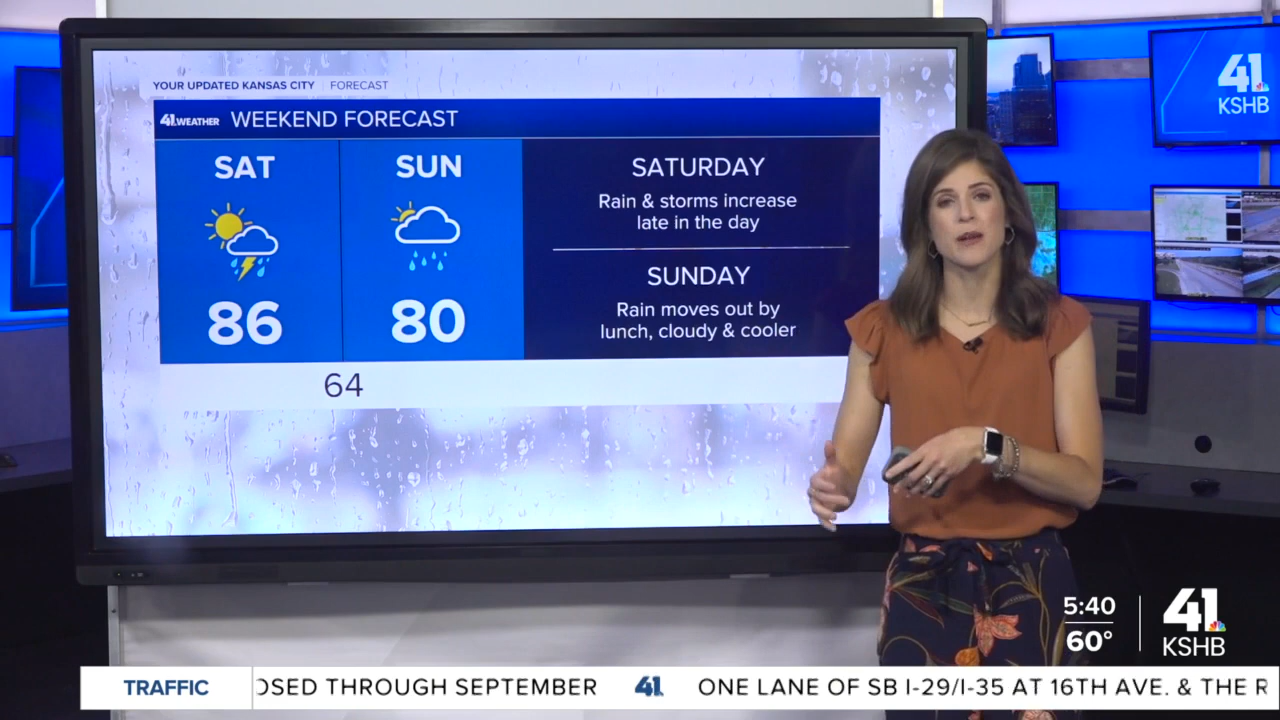 YOUR UPDATED KANSAS CITY | FORECAST
41 WEATHER WEEKEND FORECAST
SAT
SUN
86
80
64
SATURDAY
Rain & storms increase
late in the day
SUNDAY
Rain moves out by
lunch, cloudy & cooler
41
KSHB
5:40
60°
41
KSHB
TRAFFIC
OSED THROUGH SEPTEMBER 41 ONE LANE OF SB I-29/I-35 AT 16TH AVE. & THE R